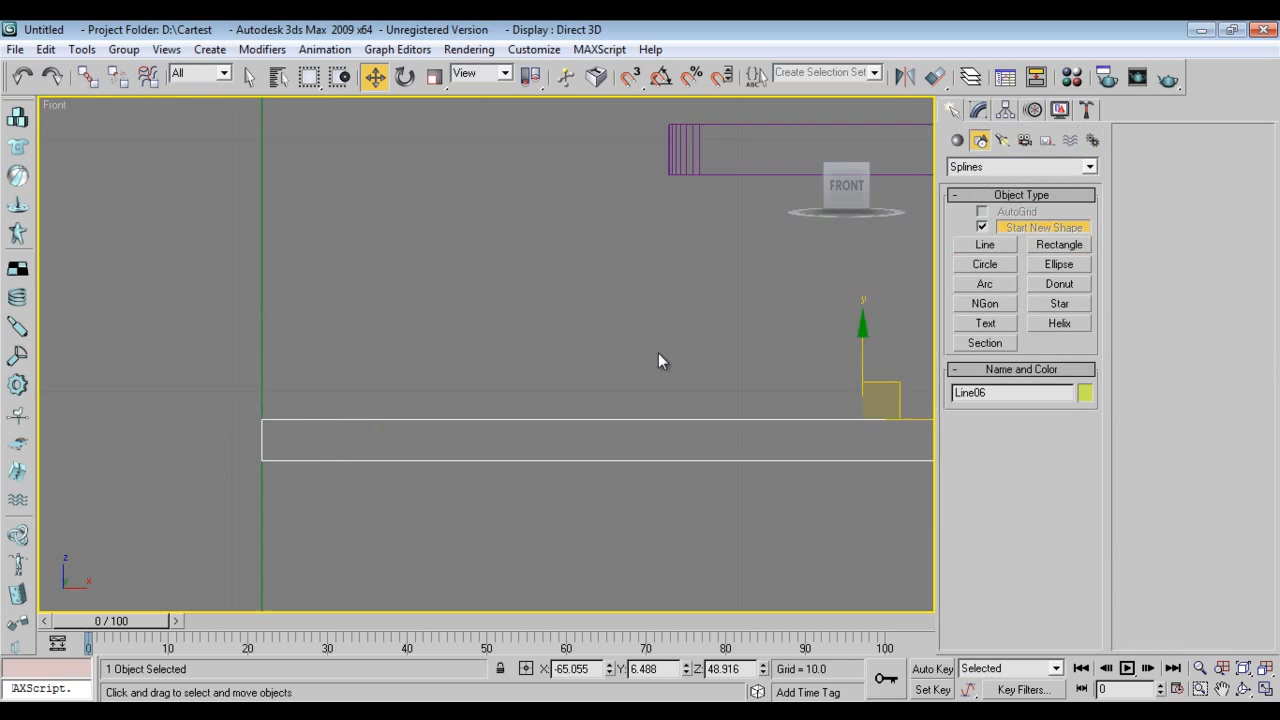 Untitled - Project Folder: D:\Cartest - Autodesk 3ds Max 2009 x64 - Unregistered Version - Display : Direct 3D
File Edit Tools Group Views Create Modifiers Animation Graph Editors Rendering Customize MAXScript Help
All View Create Selection Set
Front
FRONT
Splines
- Object Type
AutoGrid
Start New Shape
Line Rectangle
Circle Ellipse
Arc Donut
NGon Star
Text Helix
Section
- Name and Color
Line06
y
z
y x
< 0 / 100 >
0 10 20 30 40 50 60 70 80 90 100
1 Object Selected X: -65.055 Y: 6.488 Z: 48.916 Grid = 10.0 Auto Key Selected
AXScript. Click and drag to select and move objects Add Time Tag Set Key Key Filters... 0